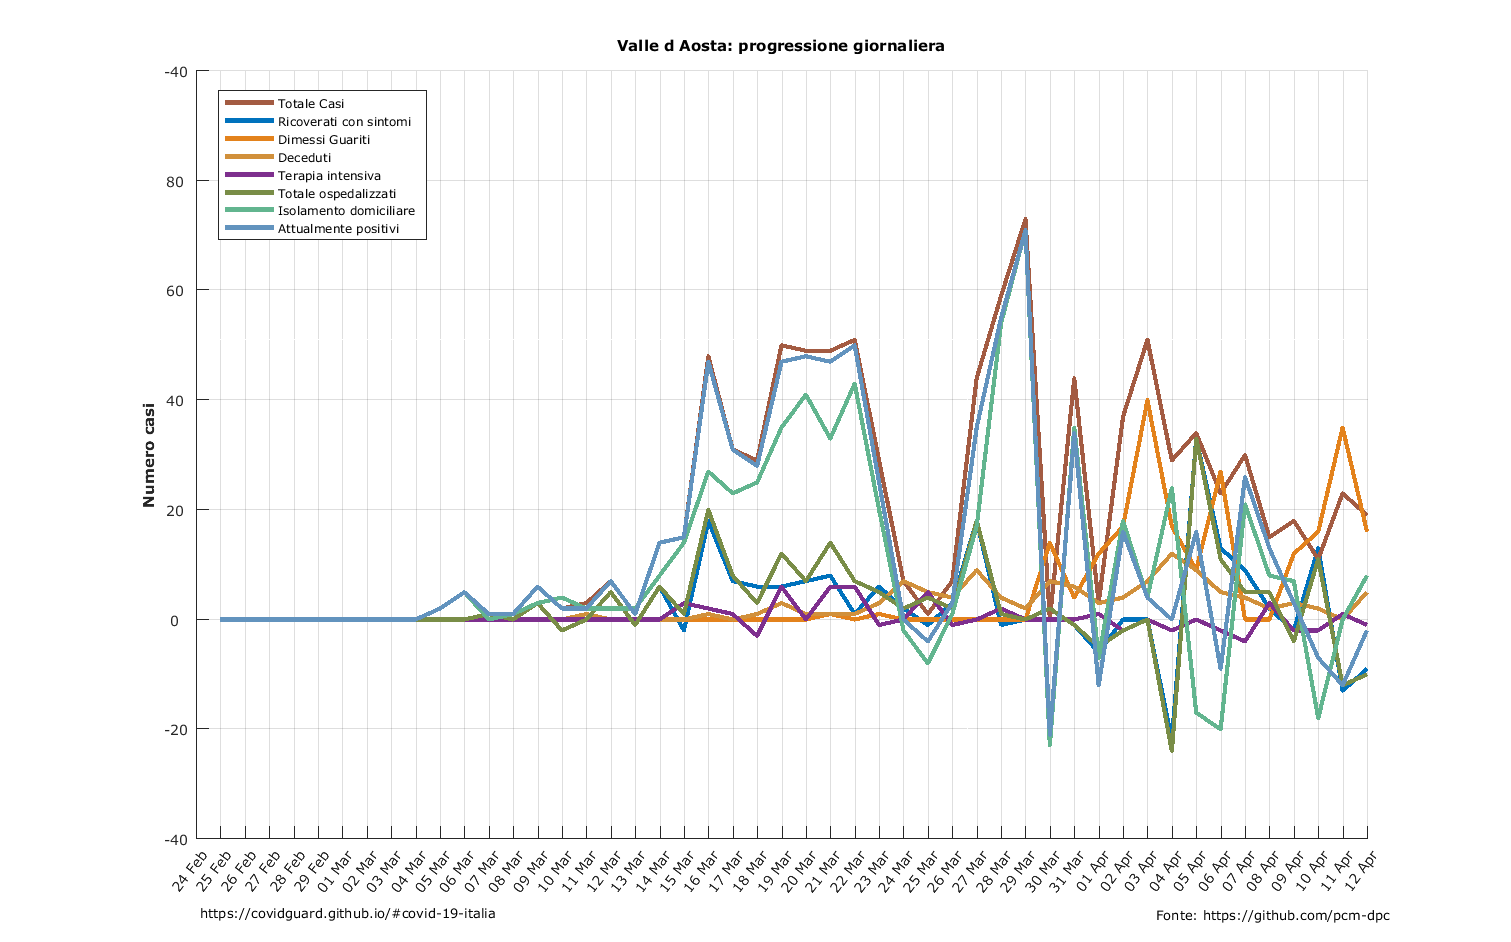 Valle d Aosta: progressione giornaliera
-40
80
60
40
20
0
-20
-40
Numero casi
Totale Casi
Ricoverati con sintomi
Dimessi Guariti
Deceduti
Terapia intensiva
Totale ospedalizzati
Isolamento domiciliare
Attualmente positivi
24 Feb
25 Feb
26 Feb
27 Feb
28 Feb
29 Feb
01 Mar
02 Mar
03 Mar
04 Mar
05 Mar
06 Mar
07 Mar
08 Mar
09 Mar
10 Mar
11 Mar
12 Mar
13 Mar
14 Mar
15 Mar
16 Mar
17 Mar
18 Mar
19 Mar
20 Mar
21 Mar
22 Mar
23 Mar
24 Mar
25 Mar
26 Mar
27 Mar
28 Mar
29 Mar
30 Mar
31 Mar
01 Apr
02 Apr
03 Apr
04 Apr
05 Apr
06 Apr
07 Apr
08 Apr
09 Apr
10 Apr
11 Apr
12 Apr
https://covidguard.github.io/#covid-19-italia
Fonte: https://github.com/pcm-dpc